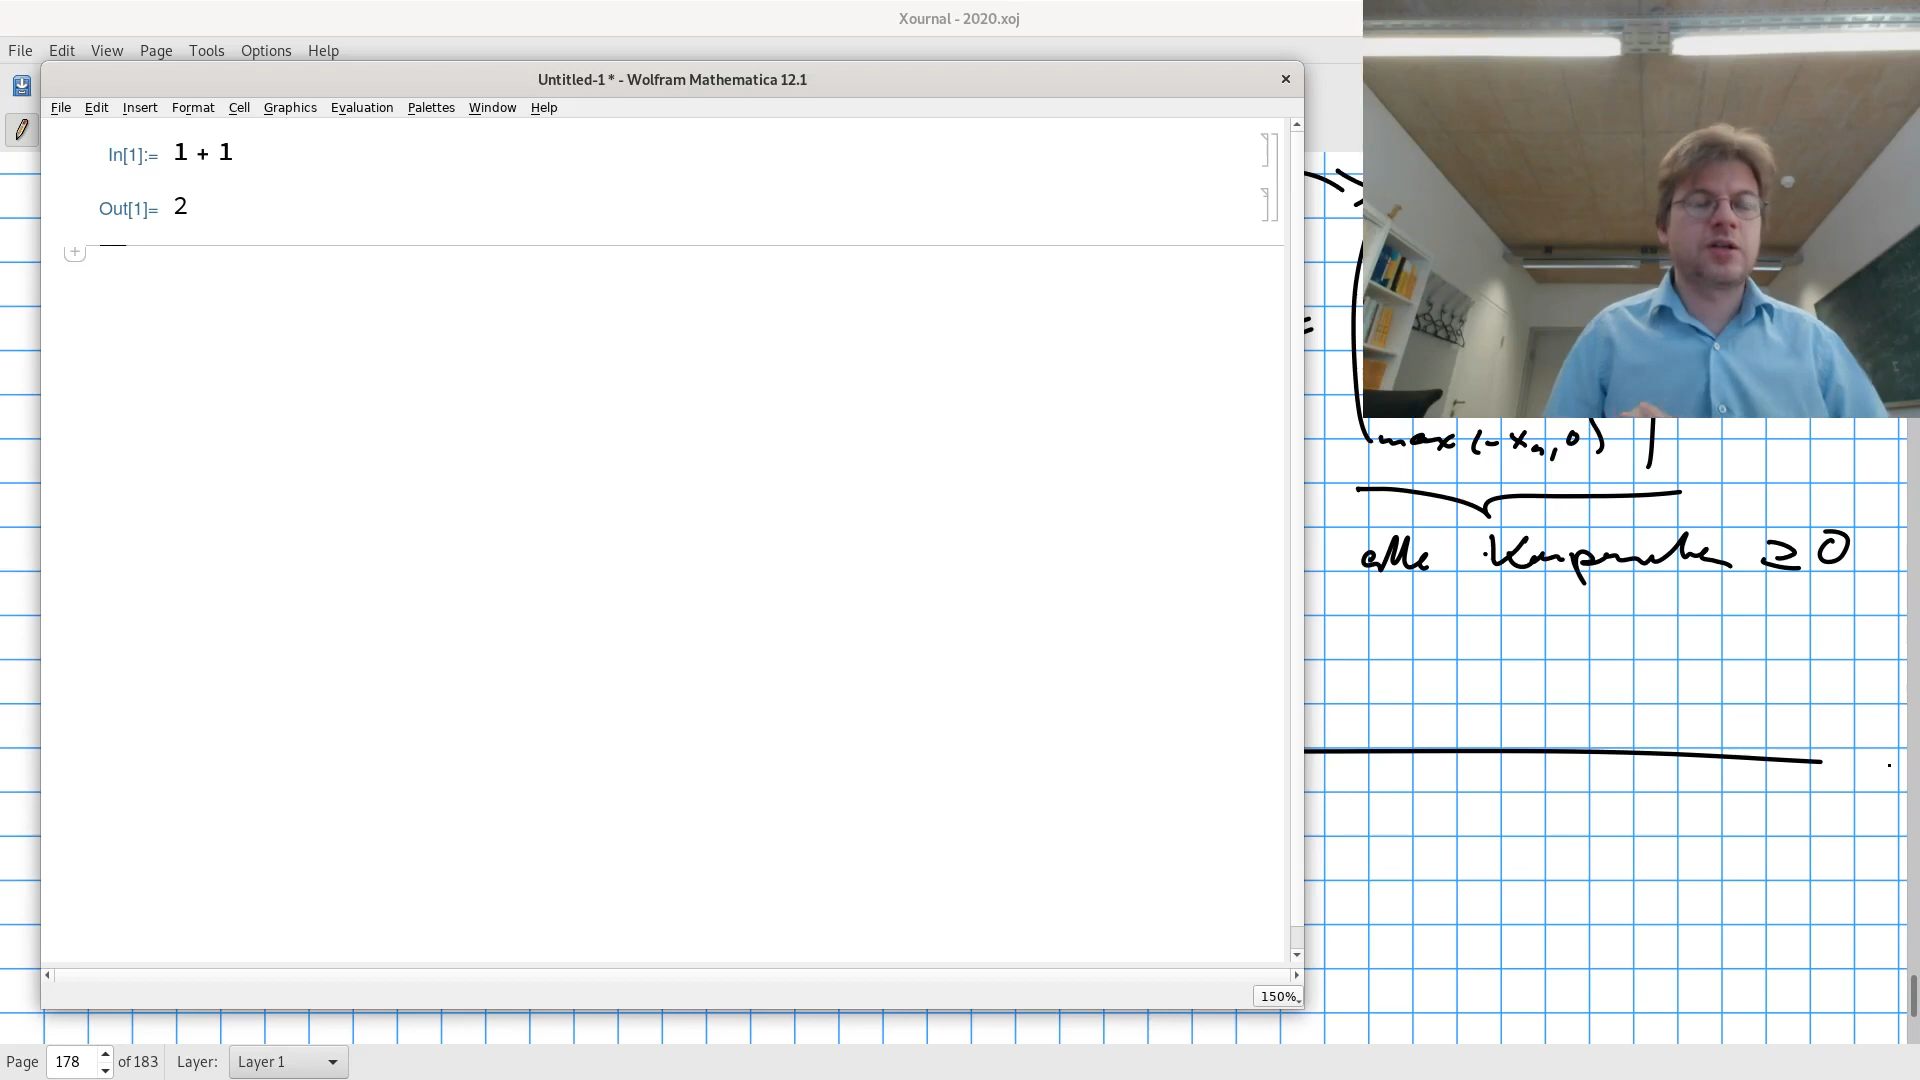 Xournal - 2020.xoj
File Edit View Page Tools Options Help
Untitled-1 * - Wolfram Mathematica 12.1
File Edit Insert Format Cell Graphics Evaluation Palettes Window Help
In[1]:= 1 + 1
Out[1]= 2
=
max (-xn, 0)
alle Komponenten ≥ 0
150%
Page 178 of 183 Layer: Layer 1